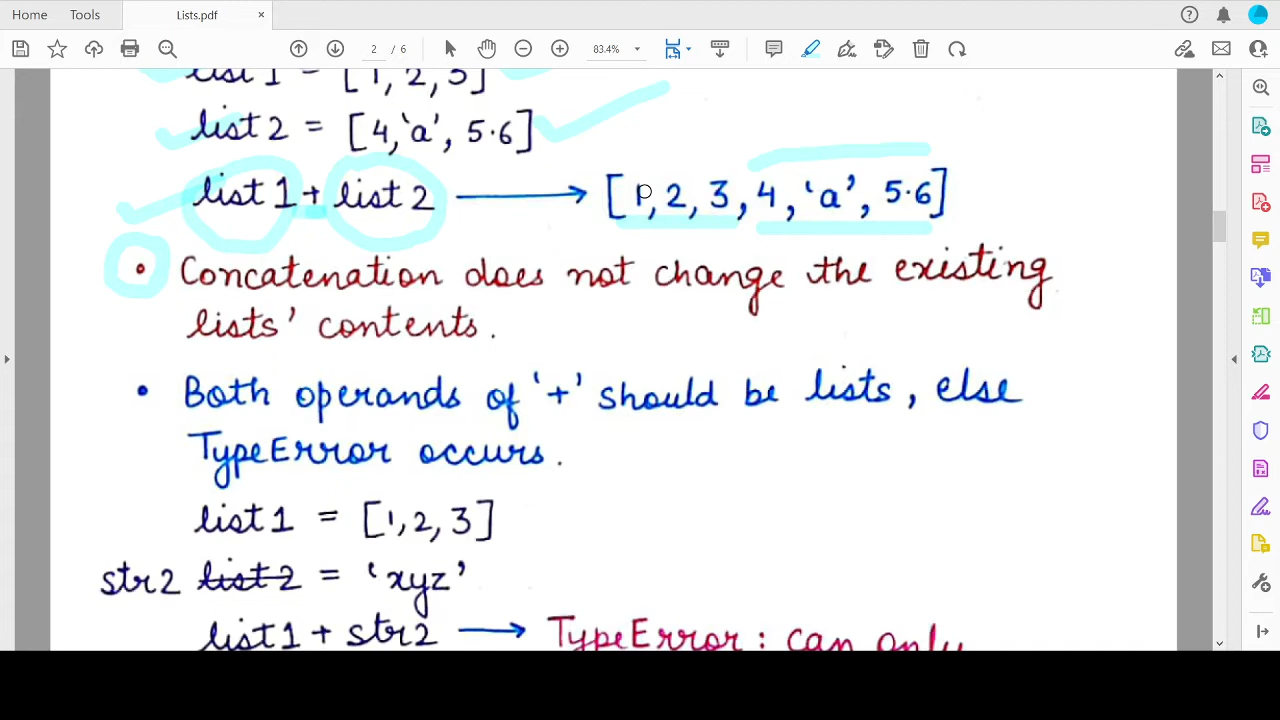 Home Tools Lists.pdf ×
2 / 6 83.4%
list 1 = [1, 2, 3]
list 2 = [4, 'a', 5.6]
list 1 + list 2 → [1, 2, 3, 4, 'a', 5.6]
• Concatenation does not change the existing
lists' contents.
• Both operands of '+' should be lists, else
TypeError occurs.
list 1 = [1, 2, 3]
str2 list 2 = 'xyz'
list1 + str2 → TypeError: can only